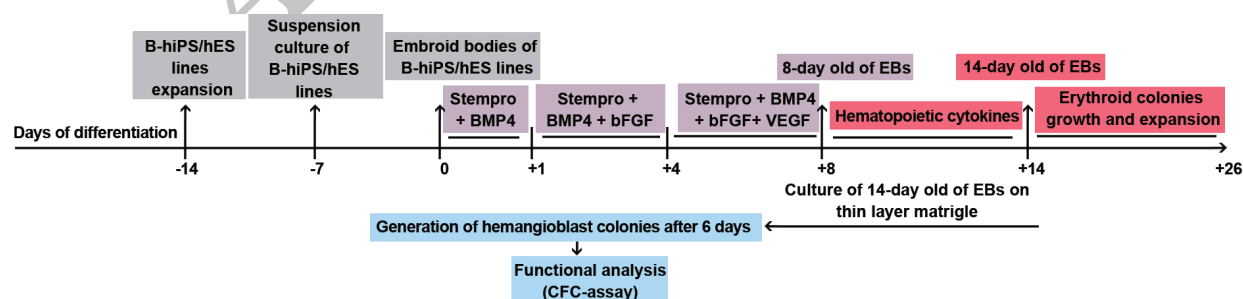 B-hiPS/hES
lines
expansion
Suspension
culture of
B-hiPS/hES
lines
Embroid bodies of
B-hiPS/hES lines
8-day old of EBs
14-day old of EBs
Stempro
+ BMP4
Stempro +
BMP4 + bFGF
Stempro + BMP4
+ bFGF+ VEGF
Hematopoietic cytokines
Erythroid colonies
growth and expansion
Days of differentiation
-14
-7
0
+1
+4
+8
+14
+26
Culture of 14-day old of EBs on
thin layer matrigle
Generation of hemangioblast colonies after 6 days
Functional analysis
(CFC-assay)